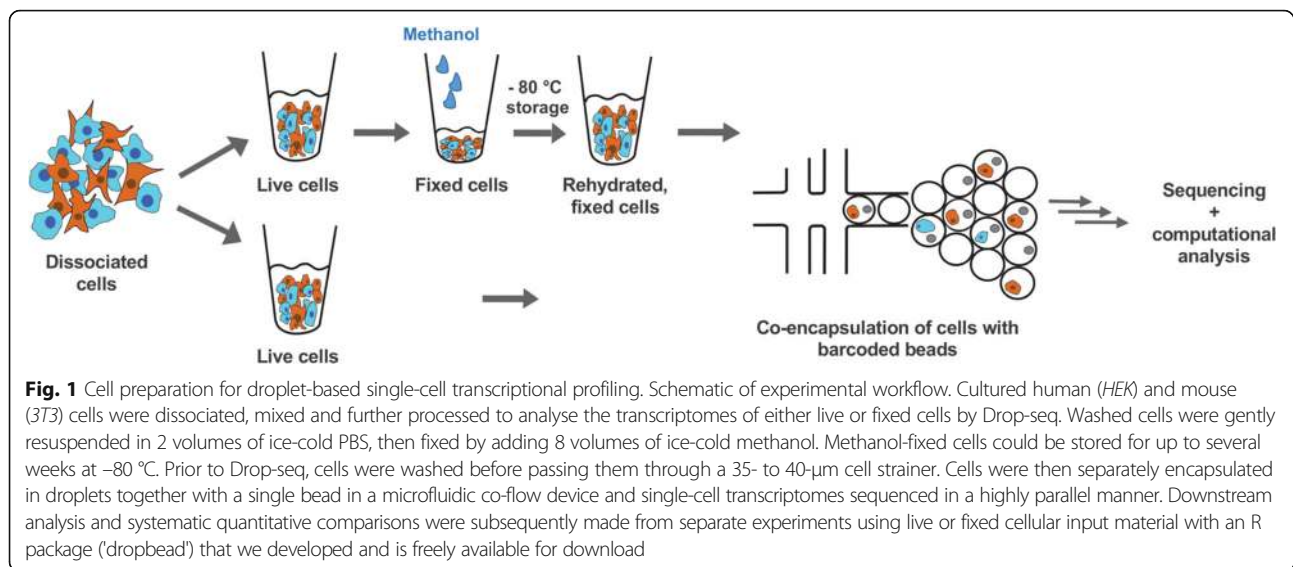 Methanol
- 80 °C
storage
Live cells
Fixed cells
Rehydrated,
fixed cells
Dissociated
cells
Live cells
Co-encapsulation of cells with
barcoded beads
Sequencing
+
computational
analysis
Fig. 1 Cell preparation for droplet-based single-cell transcriptional profiling. Schematic of experimental workflow. Cultured human (HEK) and mouse
(3T3) cells were dissociated, mixed and further processed to analyse the transcriptomes of either live or fixed cells by Drop-seq. Washed cells were gently
resuspended in 2 volumes of ice-cold PBS, then fixed by adding 8 volumes of ice-cold methanol. Methanol-fixed cells could be stored for up to several
weeks at –80 °C. Prior to Drop-seq, cells were washed before passing them through a 35- to 40-μm cell strainer. Cells were then separately encapsulated
in droplets together with a single bead in a microfluidic co-flow device and single-cell transcriptomes sequenced in a highly parallel manner. Downstream
analysis and systematic quantitative comparisons were subsequently made from separate experiments using live or fixed cellular input material with an R
package ('dropbead') that we developed and is freely available for download